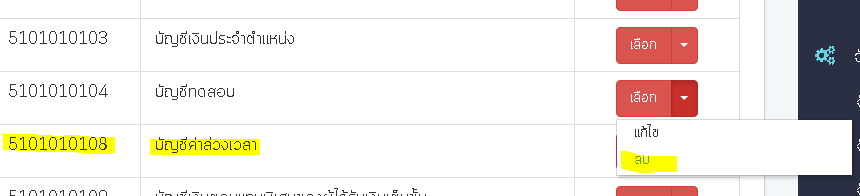 5101010103 บัญชีเงินประจำตำแหน่ง เลือก
5101010104 บัญชีทดสอบ เลือก
แก้ไข
5101010108 บัญชีค่าล่วงเวลา
ลบ